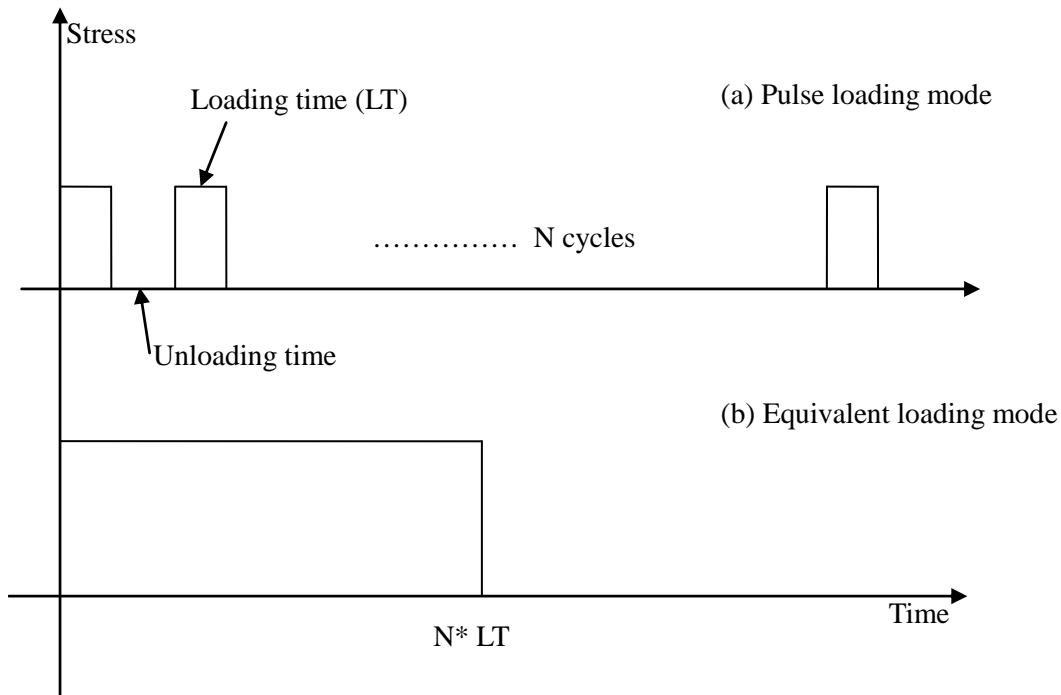 Stress
Loading time (LT)
(a) Pulse loading mode
…………… N cycles
Unloading time
(b) Equivalent loading mode
Time
N* LT